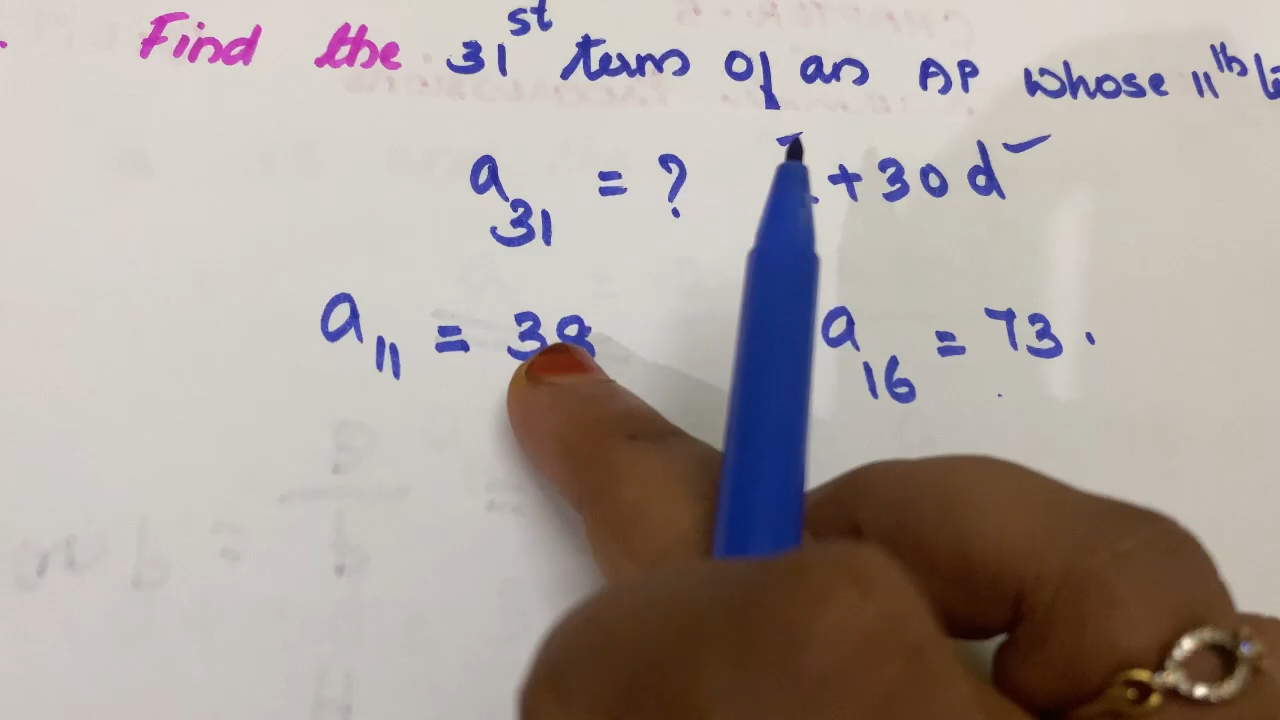 Find the 31st term of an AP whose 11th
a31 = ? + 30d
a11 = 38 a16 = 73.